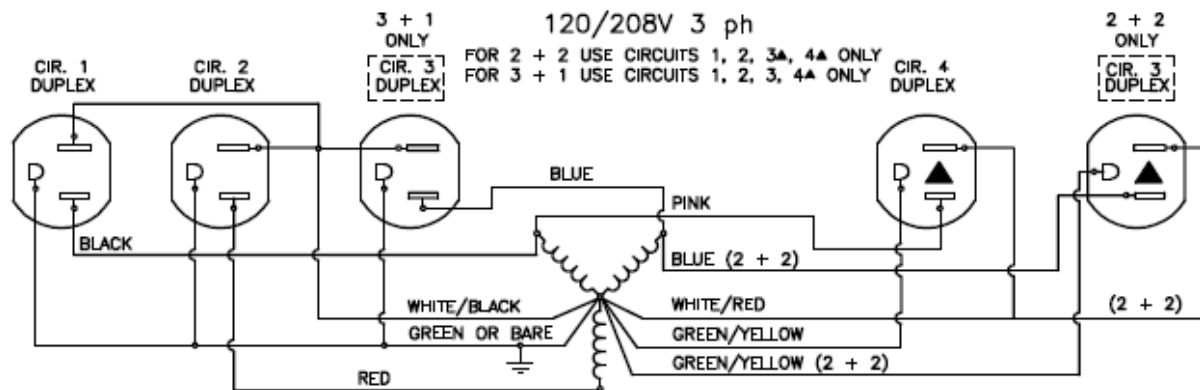 120/208V 3 ph
FOR 2 + 2 USE CIRCUITS 1, 2, 3▲, 4▲ ONLY
FOR 3 + 1 USE CIRCUITS 1, 2, 3, 4▲ ONLY
CIR. 1
DUPLEX
CIR. 2
DUPLEX
3 + 1
ONLY
CIR. 3
DUPLEX
CIR. 4
DUPLEX
2 + 2
ONLY
CIR. 3
DUPLEX
BLUE
PINK
BLACK
BLUE (2 + 2)
WHITE/BLACK
WHITE/RED
(2 + 2)
GREEN OR BARE
GREEN/YELLOW
GREEN/YELLOW (2 + 2)
RED